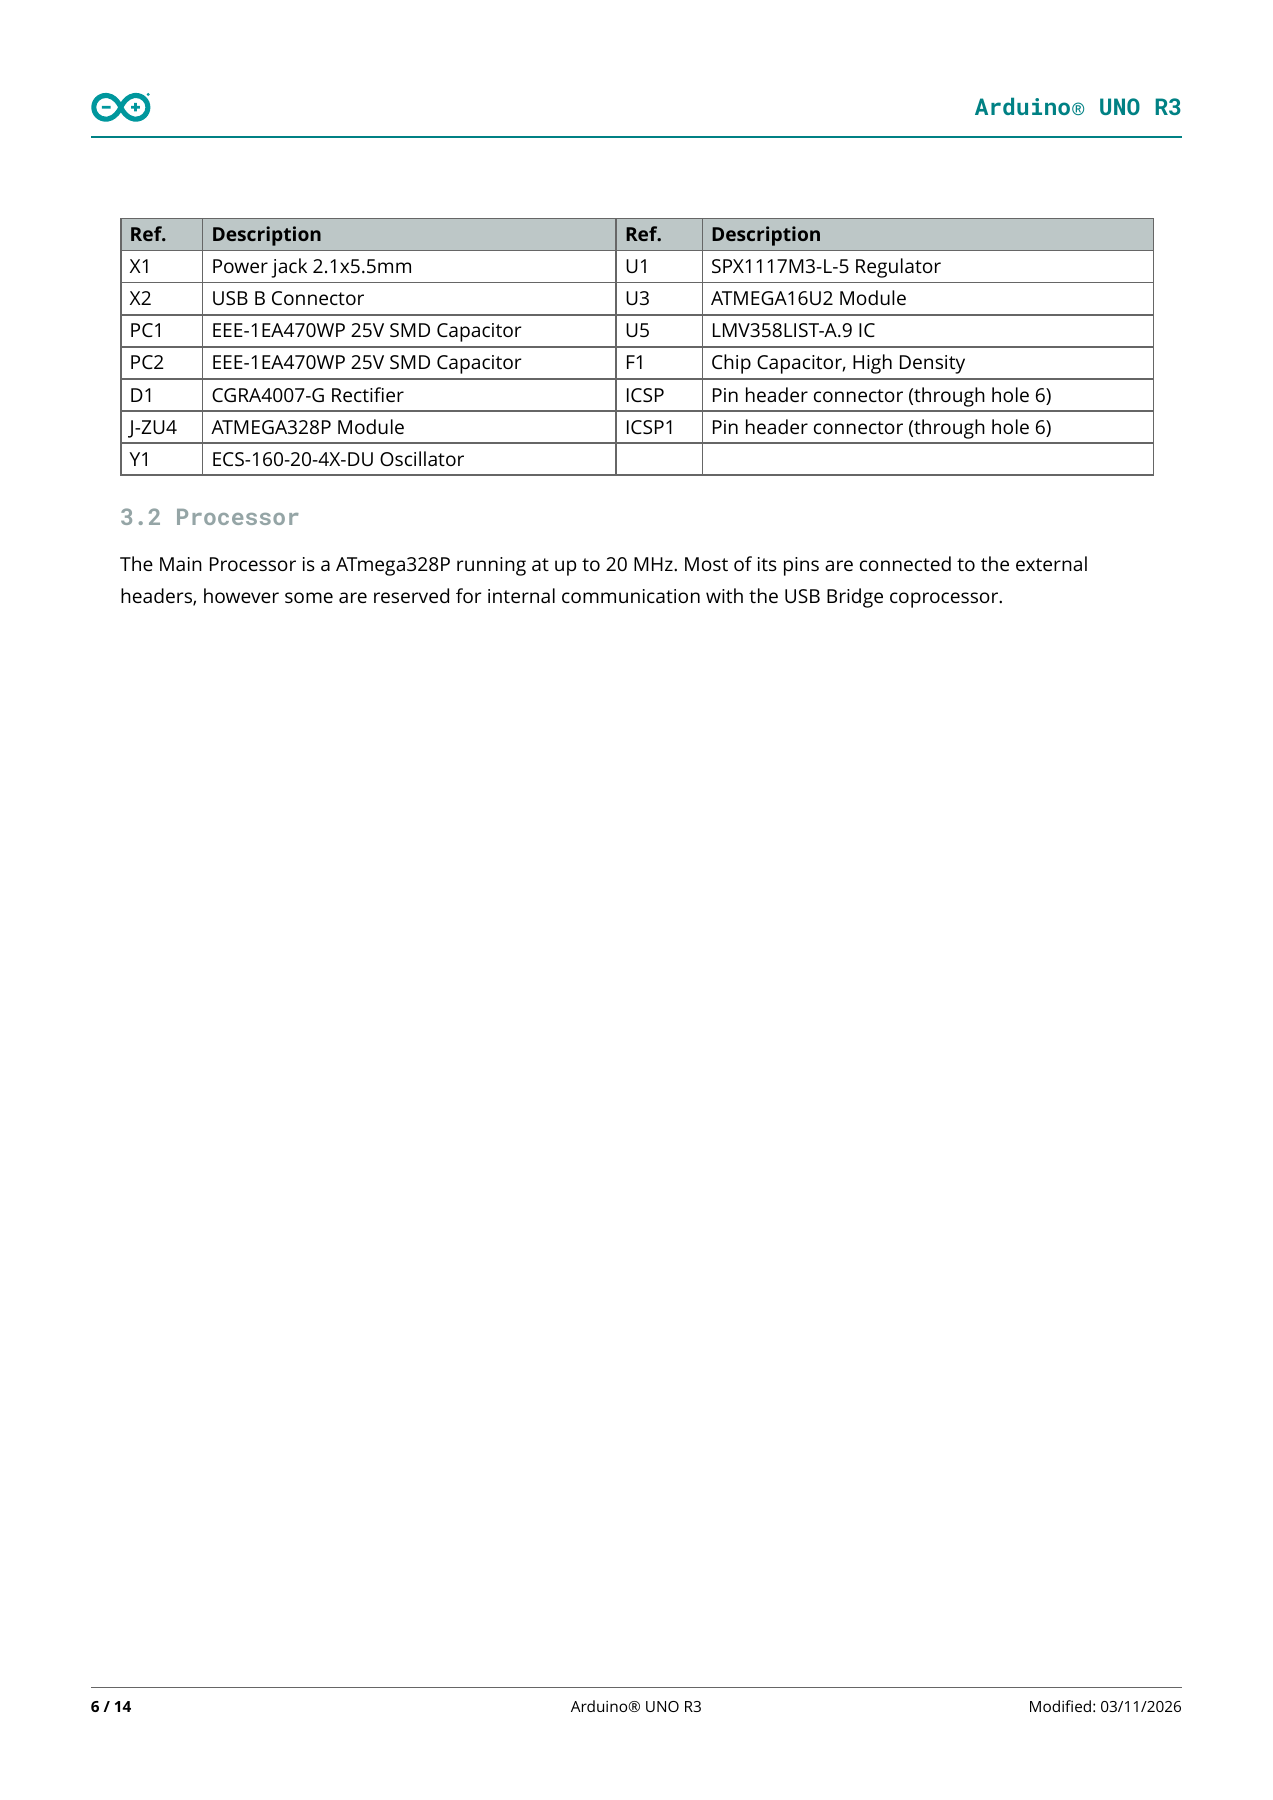 Arduino® UNO R3
Ref. Description Ref. Description
X1 Power jack 2.1x5.5mm U1 SPX1117M3-L-5 Regulator
X2 USB B Connector U3 ATMEGA16U2 Module
PC1 EEE-1EA470WP 25V SMD Capacitor U5 LMV358LIST-A.9 IC
PC2 EEE-1EA470WP 25V SMD Capacitor F1 Chip Capacitor, High Density
D1 CGRA4007-G Rectifier ICSP Pin header connector (through hole 6)
J-ZU4 ATMEGA328P Module ICSP1 Pin header connector (through hole 6)
Y1 ECS-160-20-4X-DU Oscillator
3.2 Processor
The Main Processor is a ATmega328P running at up to 20 MHz. Most of its pins are connected to the external
headers, however some are reserved for internal communication with the USB Bridge coprocessor.
6 / 14 Arduino® UNO R3 Modified: 03/11/2026